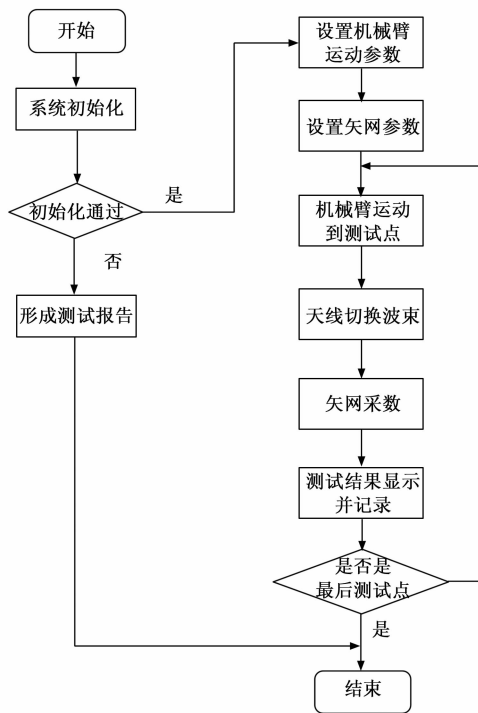 开始
系统初始化
初始化通过
是
否
形成测试报告
设置机械臂
运动参数
设置矢网参数
机械臂运动
到测试点
天线切换波束
矢网采数
测试结果显示
并记录
是否是
最后测试点
是
结束